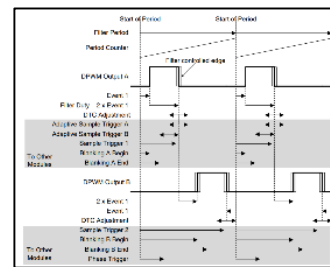 Start of Period Start of Period
Filter Period
Period Counter
Filter controlled edge
DPWM Output A
Event 1
Filter Duty - 2 x Event 1
DTC Adjustment
Adaptive Sample Trigger A
Adaptive Sample Trigger B
Sample Trigger 1
Blanking A Begin
To Other
Modules
Blanking A End
DPWM Output B
2 x Event 1
Event 1
DTC Adjustment
Sample Trigger 2
Blanking B Begin
To Other
Modules
Blanking B End
Phase Trigger